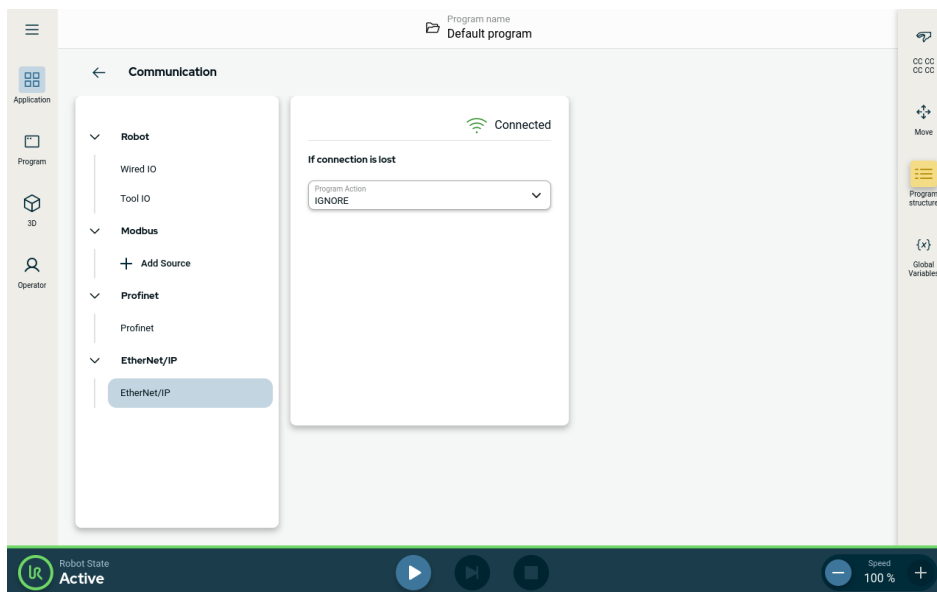 Program name
Default program
Application
Program
3D
Operator
Communication
Robot
Wired IO
Tool IO
Modbus
Add Source
Profinet
Profinet
EtherNet/IP
EtherNet/IP
Connected
If connection is lost
Program Action
IGNORE
CC CC
CC CC
Move
Program
structure
{x}
Global
Variables
UR
Robot State
Active
Speed
100 %